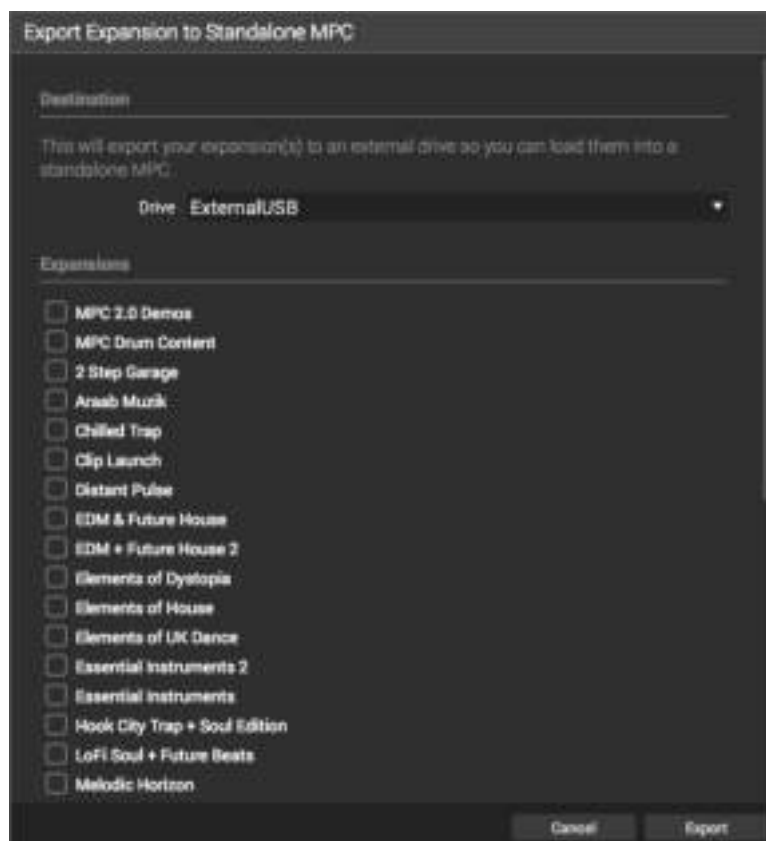 Export Expansion to Standalone MPC
Destination
This will export your expansion(s) to an external drive so you can load them into a
standalone MPC
Drive ExternalUSB
Expansions
MPC 2.0 Demos
MPC Drum Content
2 Step Garage
Araab Muzik
Chilled Trap
Clip Launch
Distant Pulse
EDM & Future House
EDM + Future House 2
Elements of Dystopia
Elements of House
Elements of UK Dance
Essential Instruments 2
Essential Instruments
Hook City Trap + Soul Edition
LoFi Soul + Future Beats
Melodic Horizon
Cancel Export